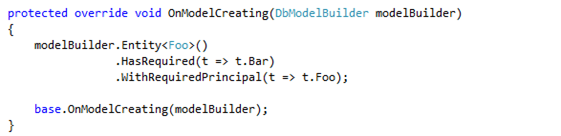 protected override void OnModelCreating(DbModelBuilder modelBuilder)
{
    modelBuilder.Entity<Foo>()
                .HasRequired(t => t.Bar)
                .WithRequiredPrincipal(t => t.Foo);

    base.OnModelCreating(modelBuilder);
}